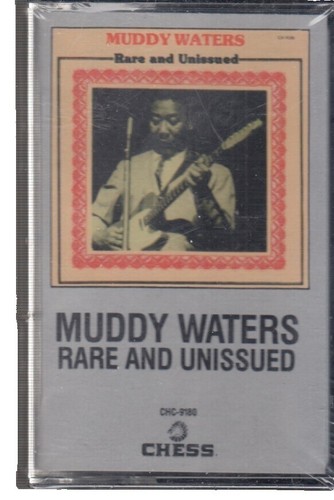 MUDDY WATERS
Rare and Unissued
MUDDY WATERS
RARE AND UNISSUED
CHC-9180
CHESS